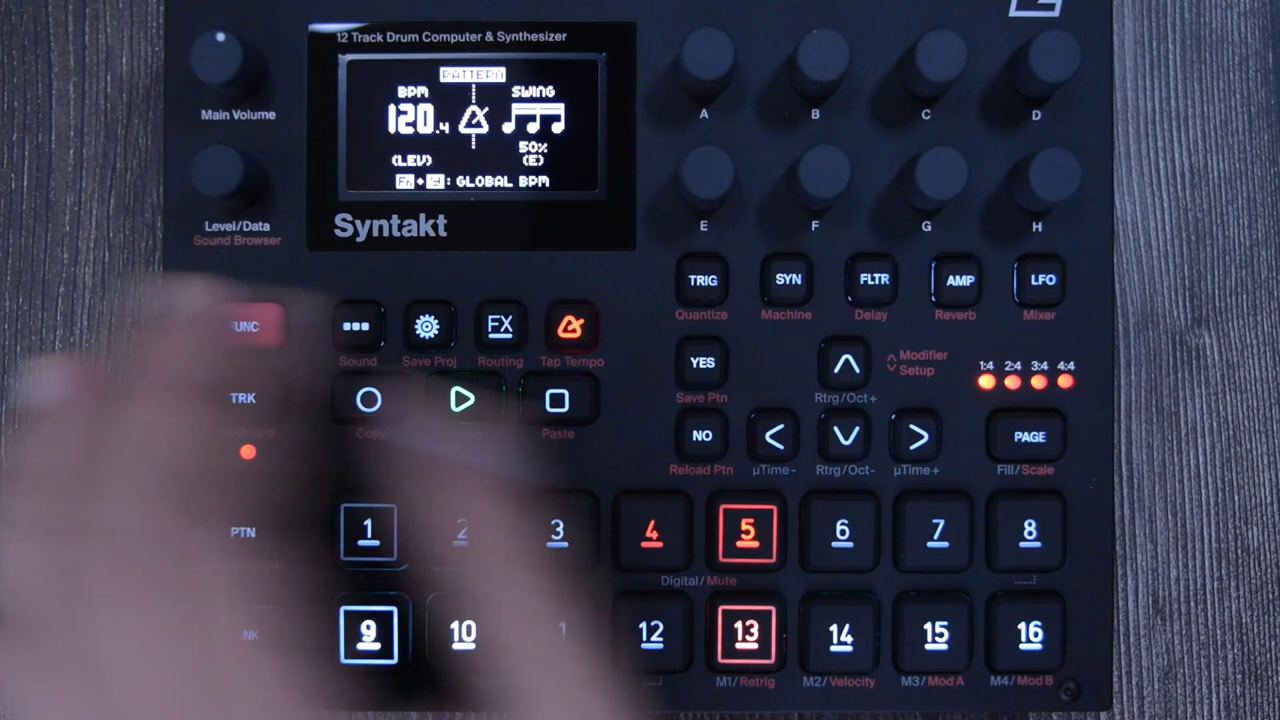 12 Track Drum Computer & Synthesizer
PATTERN
BPM SWING
120.4
50%
(LEV) (E)
Fn + : GLOBAL BPM
Syntakt
Main Volume
Level/Data
Sound Browser
A B C D
E F G H
TRIG SYN FLTR AMP LFO
Quantize Machine Delay Reverb Mixer
FX
Sound Save Proj Routing Tap Tempo
YES
Save Ptn
Rtrg/Oct+
Modifier
Setup
1:4 2:4 3:4 4:4
TRK
Copy Paste
NO PAGE
Reload Ptn µTime- Rtrg/Oct- µTime+ Fill/Scale
PTN
1 2 3 4 5 6 7 8
Digital/Mute
9 10 12 13 14 15 16
M1/Retrig M2/Velocity M3/Mod A M4/Mod B